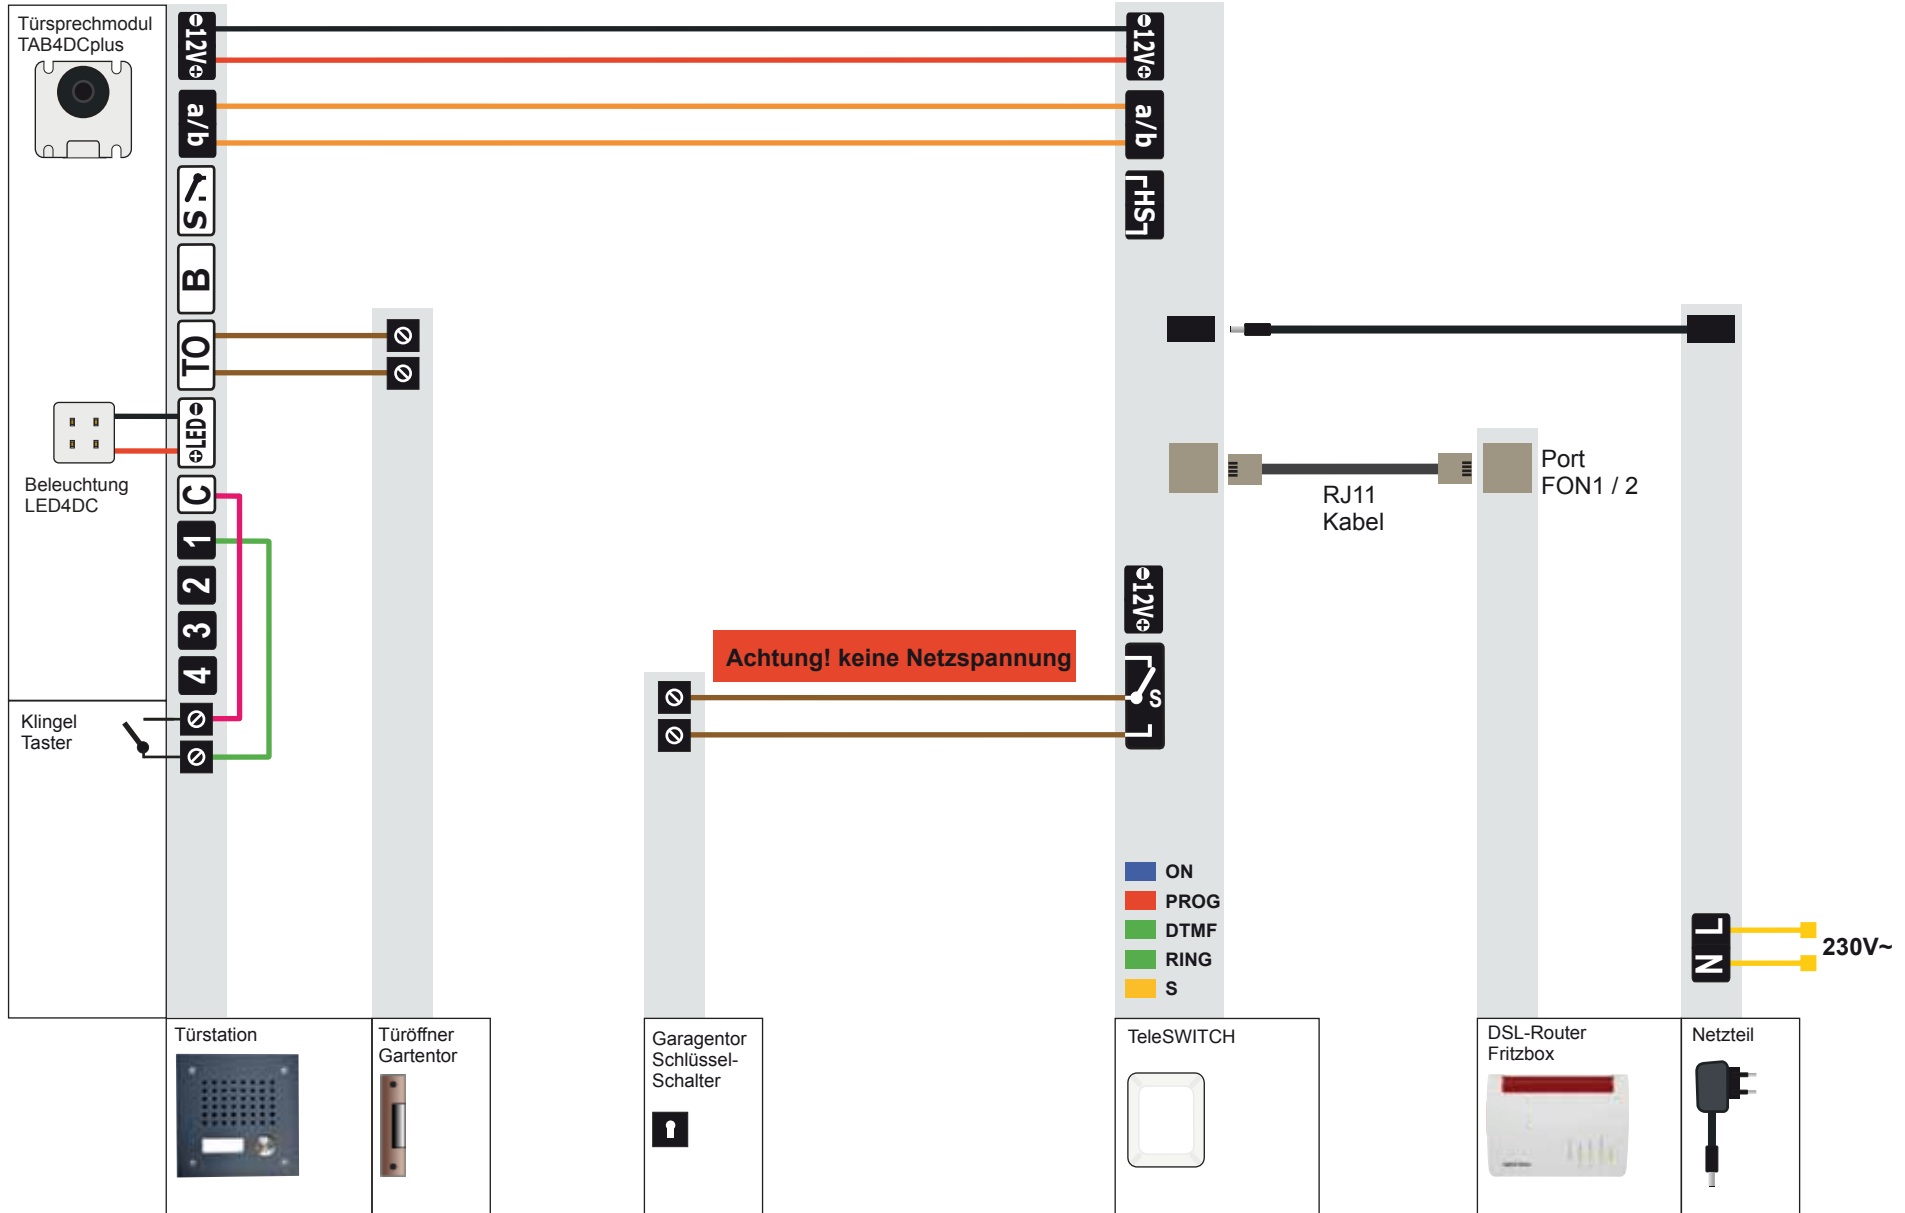 Türsprechmodul
TAB4DCplus
⊖12V⊕
a/b
S
B
TO
⊕LED⊖
Beleuchtung
LED4DC
C
1
2
3
4
Klingel
Taster
⊖12V⊕
a/b
HS
RJ11
Kabel
Port
FON1 / 2
⊖12V⊕
Achtung! keine Netzspannung
S
ON
PROG
DTMF
RING
S
N L
230V~
Türstation
Türöffner
Gartentor
Garagentor
Schlüssel-
Schalter
TeleSWITCH
DSL-Router
Fritzbox
Netzteil